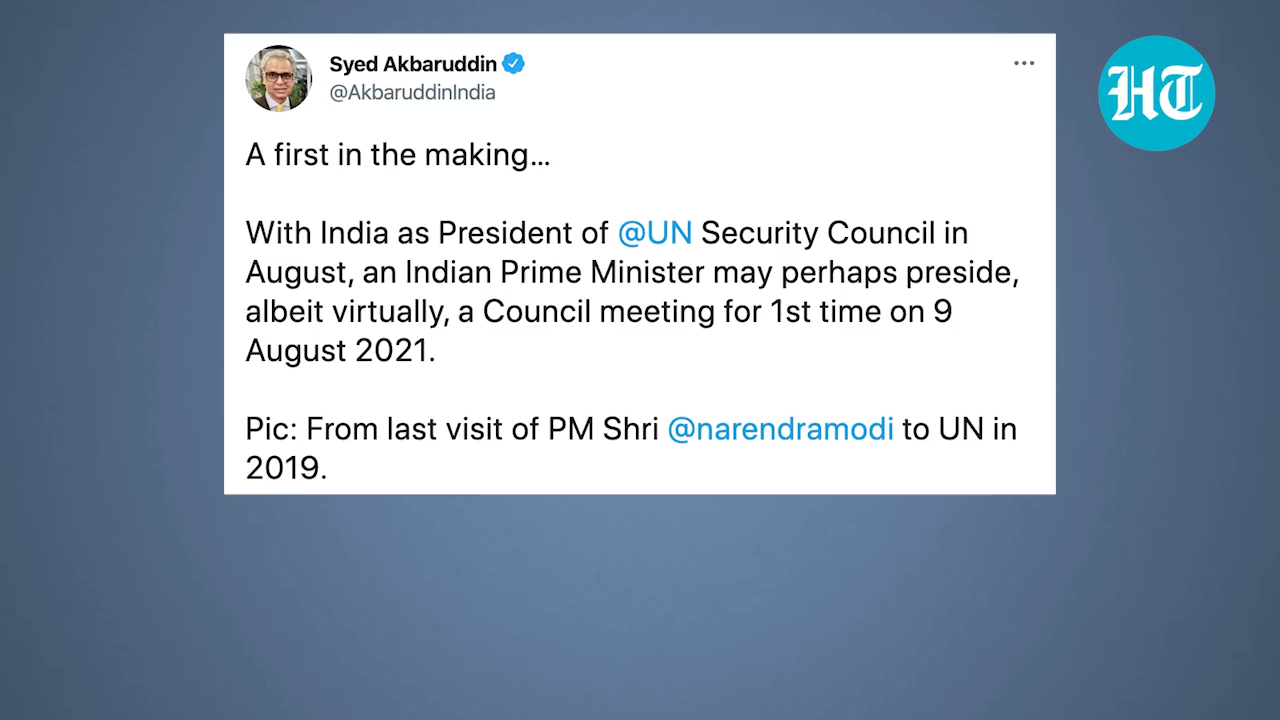 Syed Akbaruddin
@AkbaruddinIndia
HT
A first in the making...
With India as President of @UN Security Council in
August, an Indian Prime Minister may perhaps preside,
albeit virtually, a Council meeting for 1st time on 9
August 2021.
Pic: From last visit of PM Shri @narendramodi to UN in
2019.